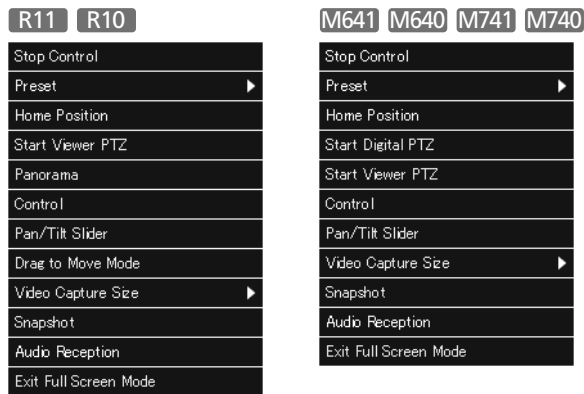 R11 R10
Stop Control
Preset
Home Position
Start Viewer PTZ
Panorama
Control
Pan/Tilt Slider
Drag to Move Mode
Video Capture Size
Snapshot
Audio Reception
Exit Full Screen Mode
M641 M640 M741 M740
Stop Control
Preset
Home Position
Start Digital PTZ
Start Viewer PTZ
Control
Pan/Tilt Slider
Video Capture Size
Snapshot
Audio Reception
Exit Full Screen Mode